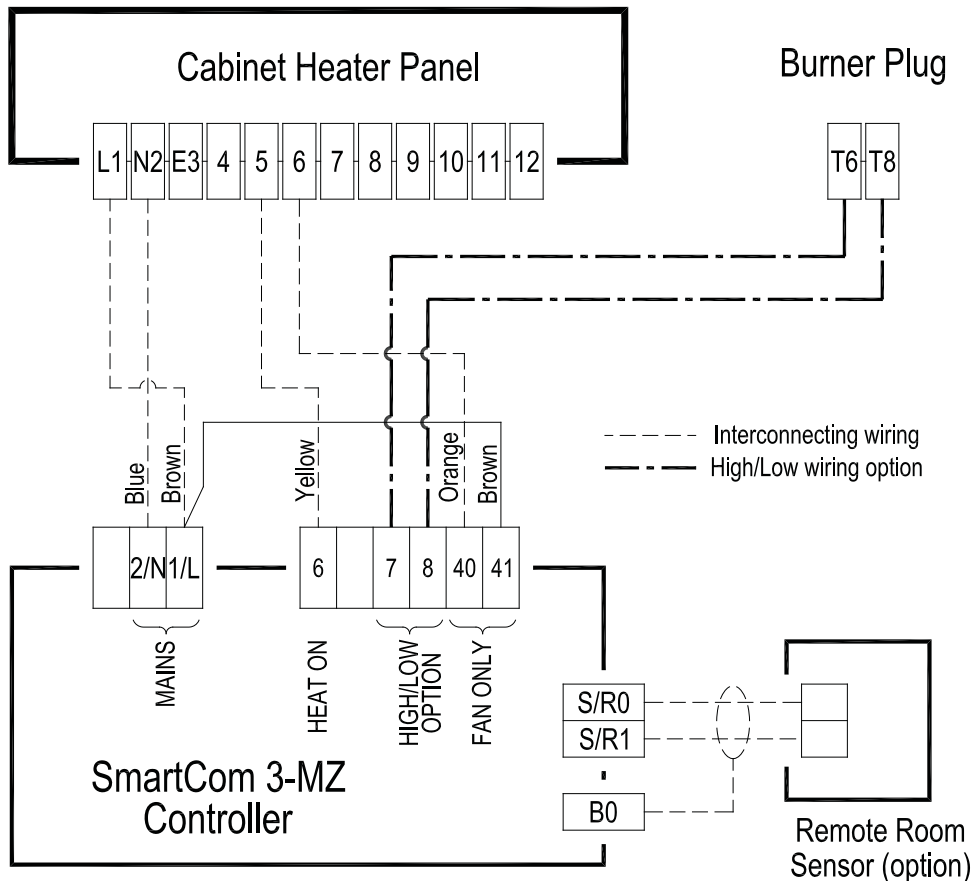 Cabinet Heater Panel
Burner Plug
L1 N2 E3 4 5 6 7 8 9 10 11 12
T6 T8
Interconnecting wiring
High/Low wiring option
Blue
Brown
Yellow
Orange
Brown
2/N 1/L
6 7 8 40 41
MAINS
HEAT ON
HIGH/LOW
OPTION
FAN ONLY
S/R0
S/R1
B0
SmartCom 3-MZ
Controller
Remote Room
Sensor (option)